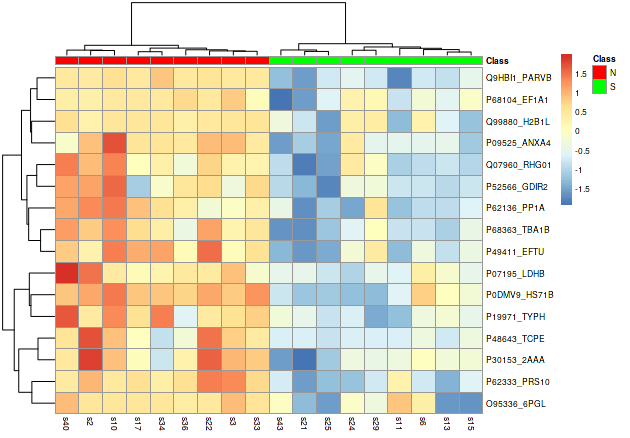 Class
Q9HBI1_PARVB
P68104_EF1A1
Q99880_H2B1L
P09525_ANXA4
Q07960_RHG01
P52566_GDIR2
P62136_PP1A
P68363_TBA1B
P49411_EFTU
P07195_LDHB
P0DMV9_HS71B
P19971_TYPH
P48643_TCPE
P30153_2AAA
P62333_PRS10
O95336_6PGL
s40 s2 s10 s17 s34 s36 s22 s3 s33 s43 s21 s25 s24 s29 s11 s6 s13 s15
1.5
1
0.5
0
-0.5
-1
-1.5
Class
N
S